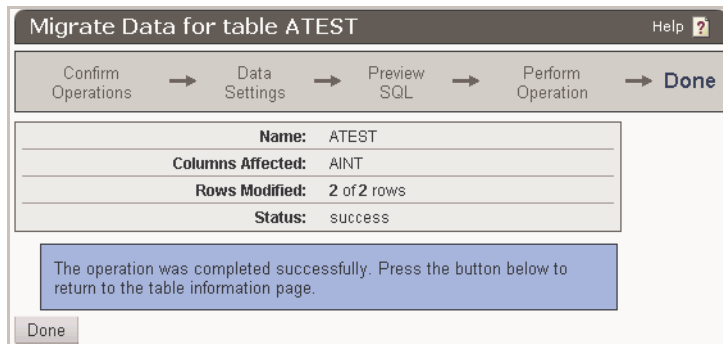 Migrate Data for table ATEST Help ?
Confirm Operations → Data Settings → Preview SQL → Perform Operation → Done
Name: ATEST
Columns Affected: AINT
Rows Modified: 2 of 2 rows
Status: success
The operation was completed successfully. Press the button below to
return to the table information page.
Done